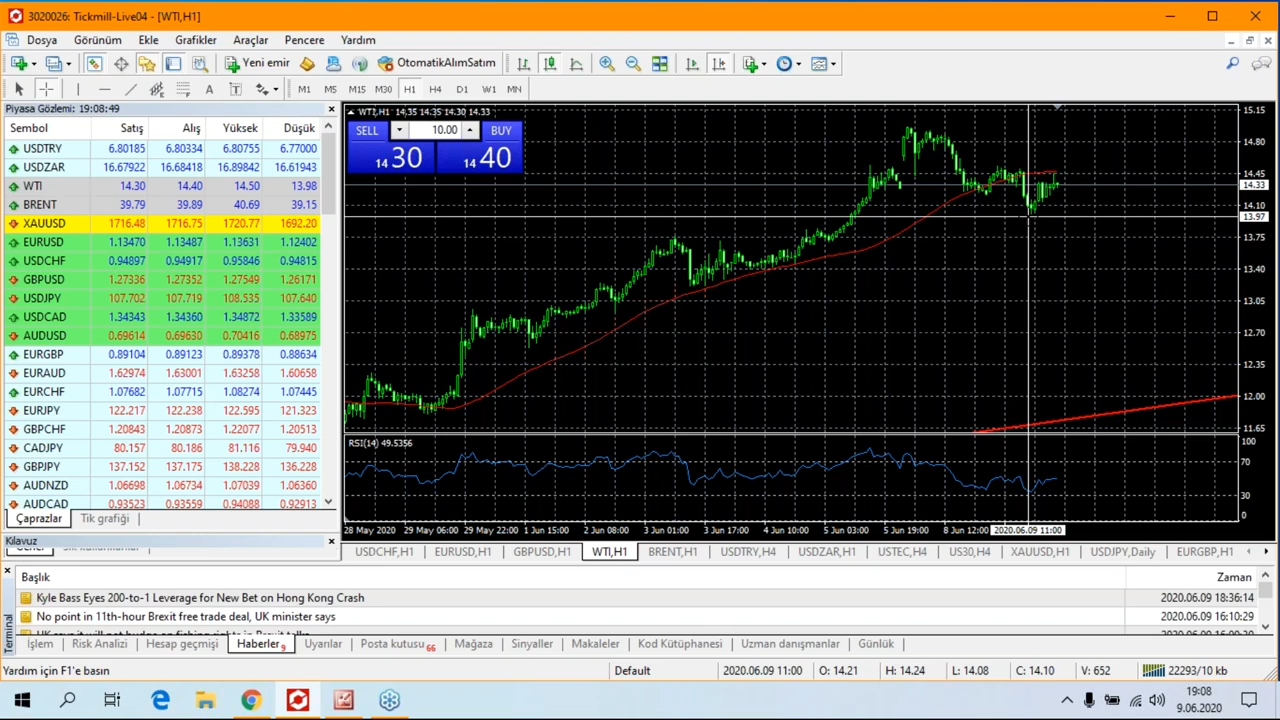 3020026: Tickmill-Live04 - [WTI,H1]
Dosya Görünüm Ekle Grafikler Araçlar Pencere Yardım
Yeni emir OtomatikAlımSatım
A T M1 M5 M15 M30 H1 H4 D1 W1 MN
Piyasa Gözlemi: 19:08:49
Sembol Satış Alış Yüksek Düşük
USDTRY 6.80185 6.80334 6.80755 6.77000
USDZAR 16.67922 16.68418 16.89842 16.61943
WTI 14.30 14.40 14.50 13.98
BRENT 39.79 39.89 40.69 39.15
XAUUSD 1716.48 1716.75 1720.77 1692.20
EURUSD 1.13470 1.13487 1.13631 1.12402
USDCHF 0.94897 0.94917 0.95846 0.94815
GBPUSD 1.27336 1.27352 1.27549 1.26171
USDJPY 107.702 107.719 108.535 107.640
USDCAD 1.34343 1.34360 1.34872 1.33589
AUDUSD 0.69614 0.69630 0.70416 0.68975
EURGBP 0.89104 0.89123 0.89378 0.88634
EURAUD 1.62974 1.63001 1.63258 1.60658
EURCHF 1.07682 1.07715 1.08274 1.07445
EURJPY 122.217 122.238 122.595 121.323
GBPCHF 1.20843 1.20873 1.22077 1.20513
CADJPY 80.157 80.186 81.116 79.940
GBPJPY 137.152 137.175 138.228 136.228
AUDNZD 1.06698 1.06734 1.07039 1.06360
AUDCAD 0.93523 0.93559 0.94088 0.92913
Çaprazlar Tik grafiği
Kılavuz
WTI,H1 14.35 14.35 14.30 14.33
SELL 10.00 BUY
14 30 14 40
15.15
14.80
14.45
14.33
14.10
13.97
13.75
13.40
13.05
12.70
12.35
12.00
11.65
RSI(14) 49.5356
100
70
30
0
28 May 2020 29 May 06:00 29 May 22:00 1 Jun 15:00 2 Jun 08:00 3 Jun 01:00 3 Jun 17:00 4 Jun 10:00 5 Jun 03:00 5 Jun 19:00 8 Jun 12:00 2020.06.09 11:00
USDCHF,H1 EURUSD,H1 GBPUSD,H1 WTI,H1 BRENT,H1 USDTRY,H4 USDZAR,H1 USTEC,H4 US30,H4 XAUUSD,H1 USDJPY,Daily EURGBP,H1
Başlık Zaman
Kyle Bass Eyes 200-to-1 Leverage for New Bet on Hong Kong Crash 2020.06.09 18:36:14
No point in 11th-hour Brexit free trade deal, UK minister says 2020.06.09 16:10:29
Terminal
İşlem Risk Analizi Hesap geçmişi Haberler 9 Uyarılar Posta kutusu 66 Mağaza Sinyaller Makaleler Kod Kütüphanesi Uzman danışmanlar Günlük
Yardım için F1'e basın Default 2020.06.09 11:00 O: 14.21 H: 14.24 L: 14.08 C: 14.10 V: 652 22293/10 kb
19:08
9.06.2020